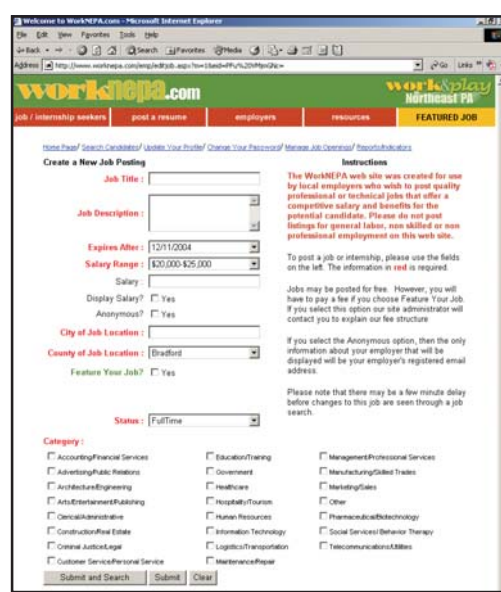 Welcome to WorkNEPA.com - Microsoft Internet Explorer
File Edit View Favorites Tools Help
Back Search Favorites Media
Address
Go Links
worknepa.com
work&play
Northeast PA
job / internship seekers post a resume employers resources FEATURED JOB
Home Page/ Search Candidates/ Update Your Profile/ Change Your Password/ Manage Job Openings/ Reports/Indicators
Create a New Job Posting
Job Title :
Job Description :
Expires After : 12/11/2004
Salary Range : $20,000-$25,000
Salary :
Display Salary? Yes
Anonymous? Yes
City of Job Location :
County of Job Location : Bradford
Feature Your Job? Yes
Status : FullTime
Instructions
The WorkNEPA web site was created for use
by local employers who wish to post quality
professional or technical jobs that offer a
competitive salary and benefits for the
potential candidate. Please do not post
listings for general labor, non skilled or non
professional employment on this web site.
To post a job or internship, please use the fields
on the left. The information in red is required.
Jobs may be posted for free. However, you will
have to pay a fee if you choose Feature Your Job.
If you select this option our site administrator will
contact you to explain our fee structure
If you select the Anonymous option, then the only
information about your employer that will be
displayed will be your employer's registered email
address.
Please note that there may be a few minute delay
before changes to this job are seen through a job
search.
Category :
Accounting/Financial Services Education/Training Management/Professional Services
Advertising/Public Relations Government Manufacturing/Skilled Trades
Architecture/Engineering Healthcare Marketing/Sales
Arts/Entertainment/Publishing Hospitality/Tourism Other
Clerical/Administrative Human Resources Pharmaceutical/Biotechnology
Construction/Real Estate Information Technology Social Services/ Behavior Therapy
Criminal Justice/Legal Logistics/Transportation Telecommunications/Utilities
Customer Service/Personal Service Maintenance/Repair
Submit and Search Submit Clear